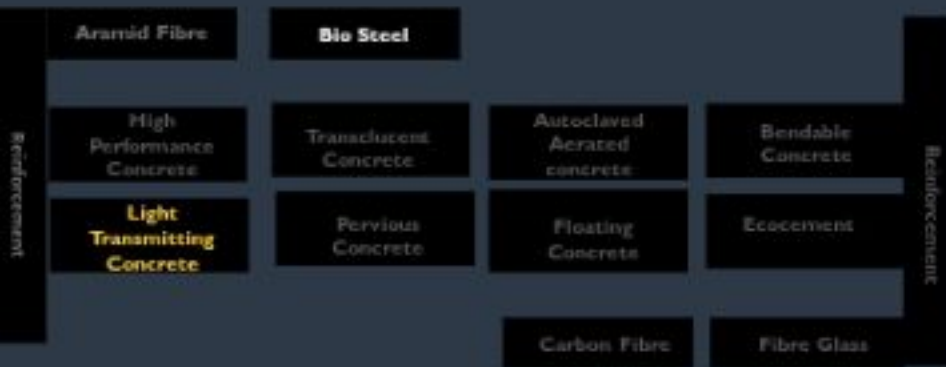 Aramid Fibre
Bio Steel
Reinforcement
High
Performance
Concrete
Translucent
Concrete
Autoclaved
Aerated
concrete
Bendable
Concrete
Reinforcement
Light
Transmitting
Concrete
Pervious
Concrete
Floating
Concrete
Ecocement
Carbon Fibre
Fibre Glass